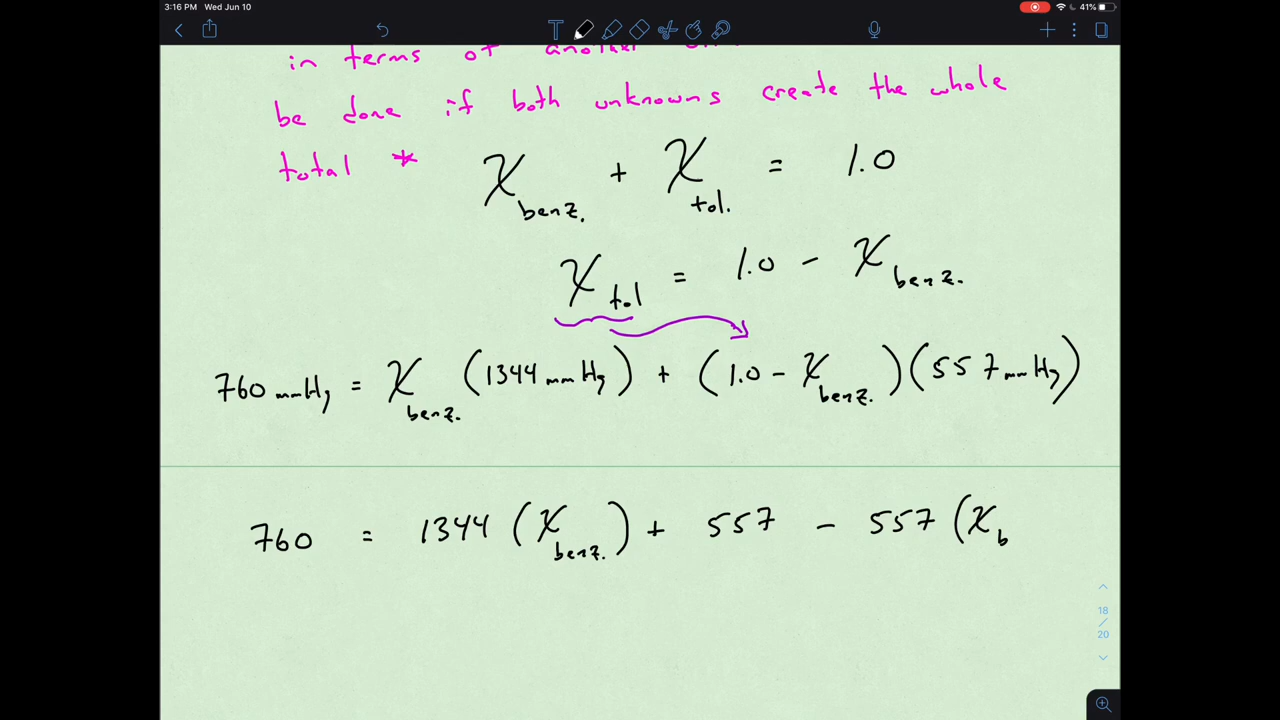 3:16 PM Wed Jun 10
41%
T
in terms of another
be done if both unknowns create the whole
total *
χ benz. + χ tol. = 1.0
χ tol = 1.0 - χ benz.
760 mmHg = χ benz. (1344 mmHg) + (1.0 - χ benz.)(557 mmHg)
760 = 1344 (χ benz.) + 557 - 557 (χ b
18
/
20